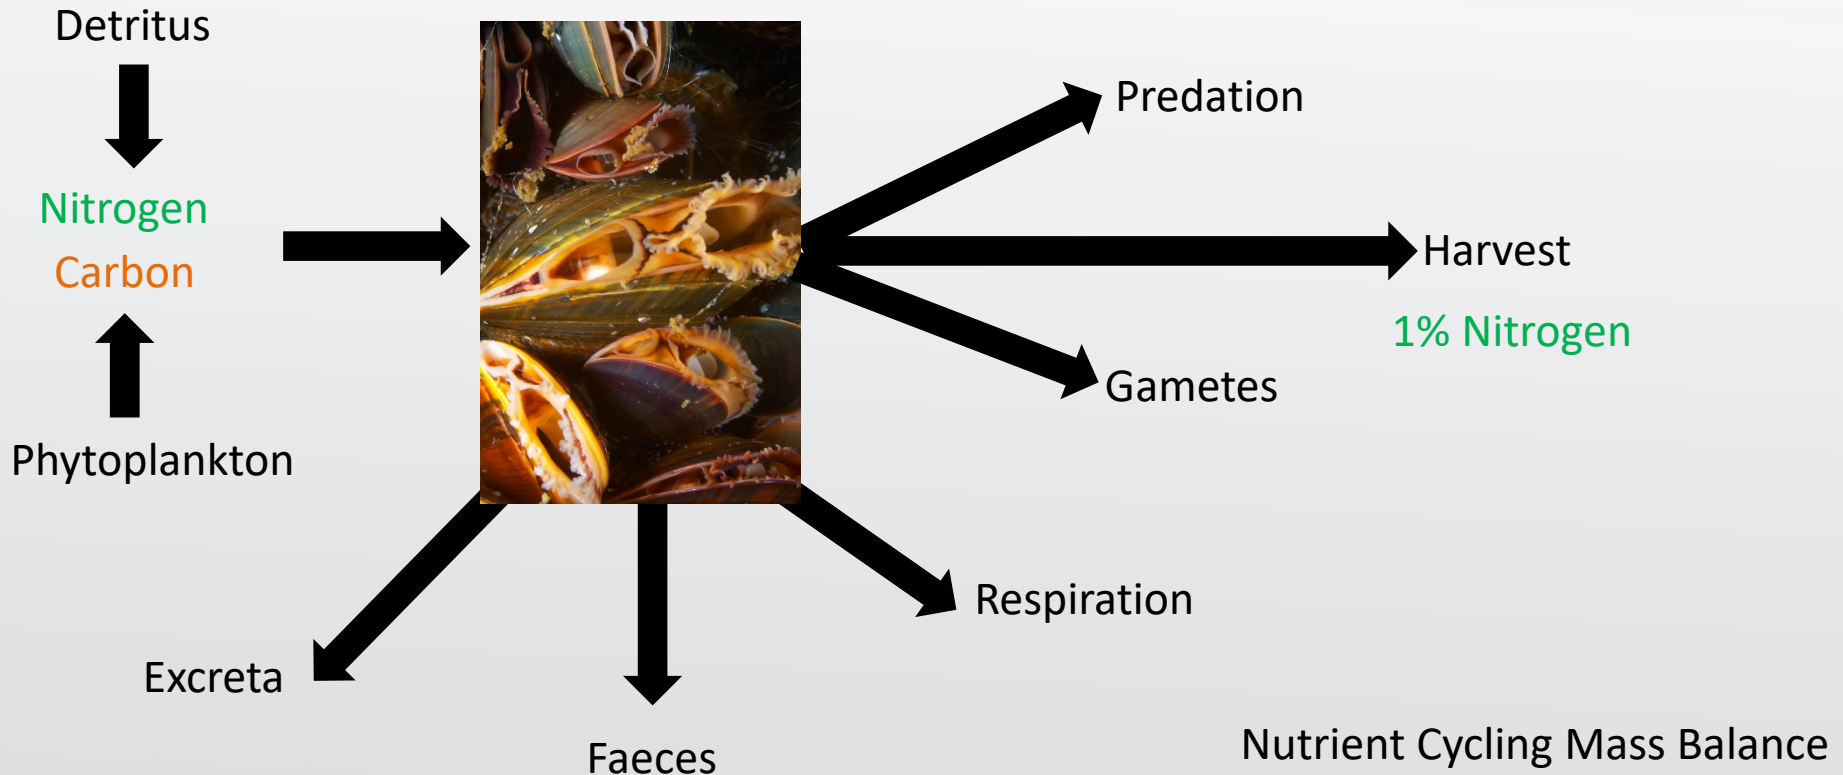 Detritus
Nitrogen
Carbon
Phytoplankton
Predation
Harvest
1% Nitrogen
Gametes
Respiration
Excreta
Faeces
Nutrient Cycling Mass Balance